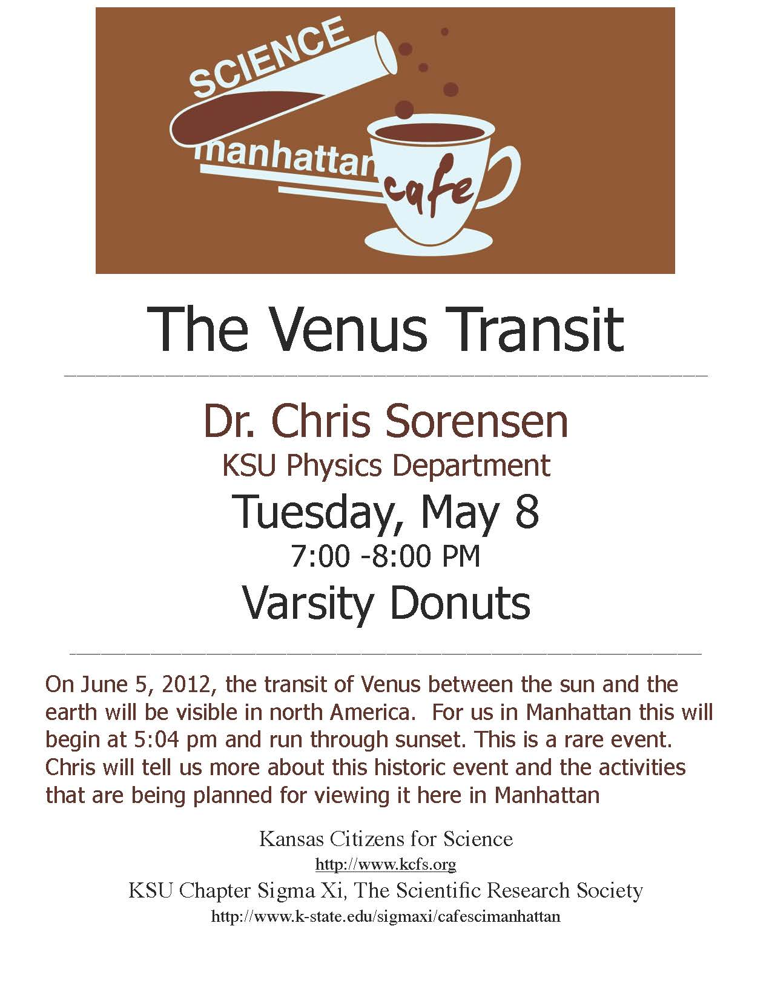 SCIENCE
manhattan
cafe
The Venus Transit
Dr. Chris Sorensen
KSU Physics Department
Tuesday, May 8
7:00 -8:00 PM
Varsity Donuts
On June 5, 2012, the transit of Venus between the sun and the
earth will be visible in north America.  For us in Manhattan this will
begin at 5:04 pm and run through sunset. This is a rare event.
Chris will tell us more about this historic event and the activities
that are being planned for viewing it here in Manhattan
Kansas Citizens for Science
http://www.kcfs.org
KSU Chapter Sigma Xi, The Scientific Research Society
http://www.k-state.edu/sigmaxi/cafescimanhattan